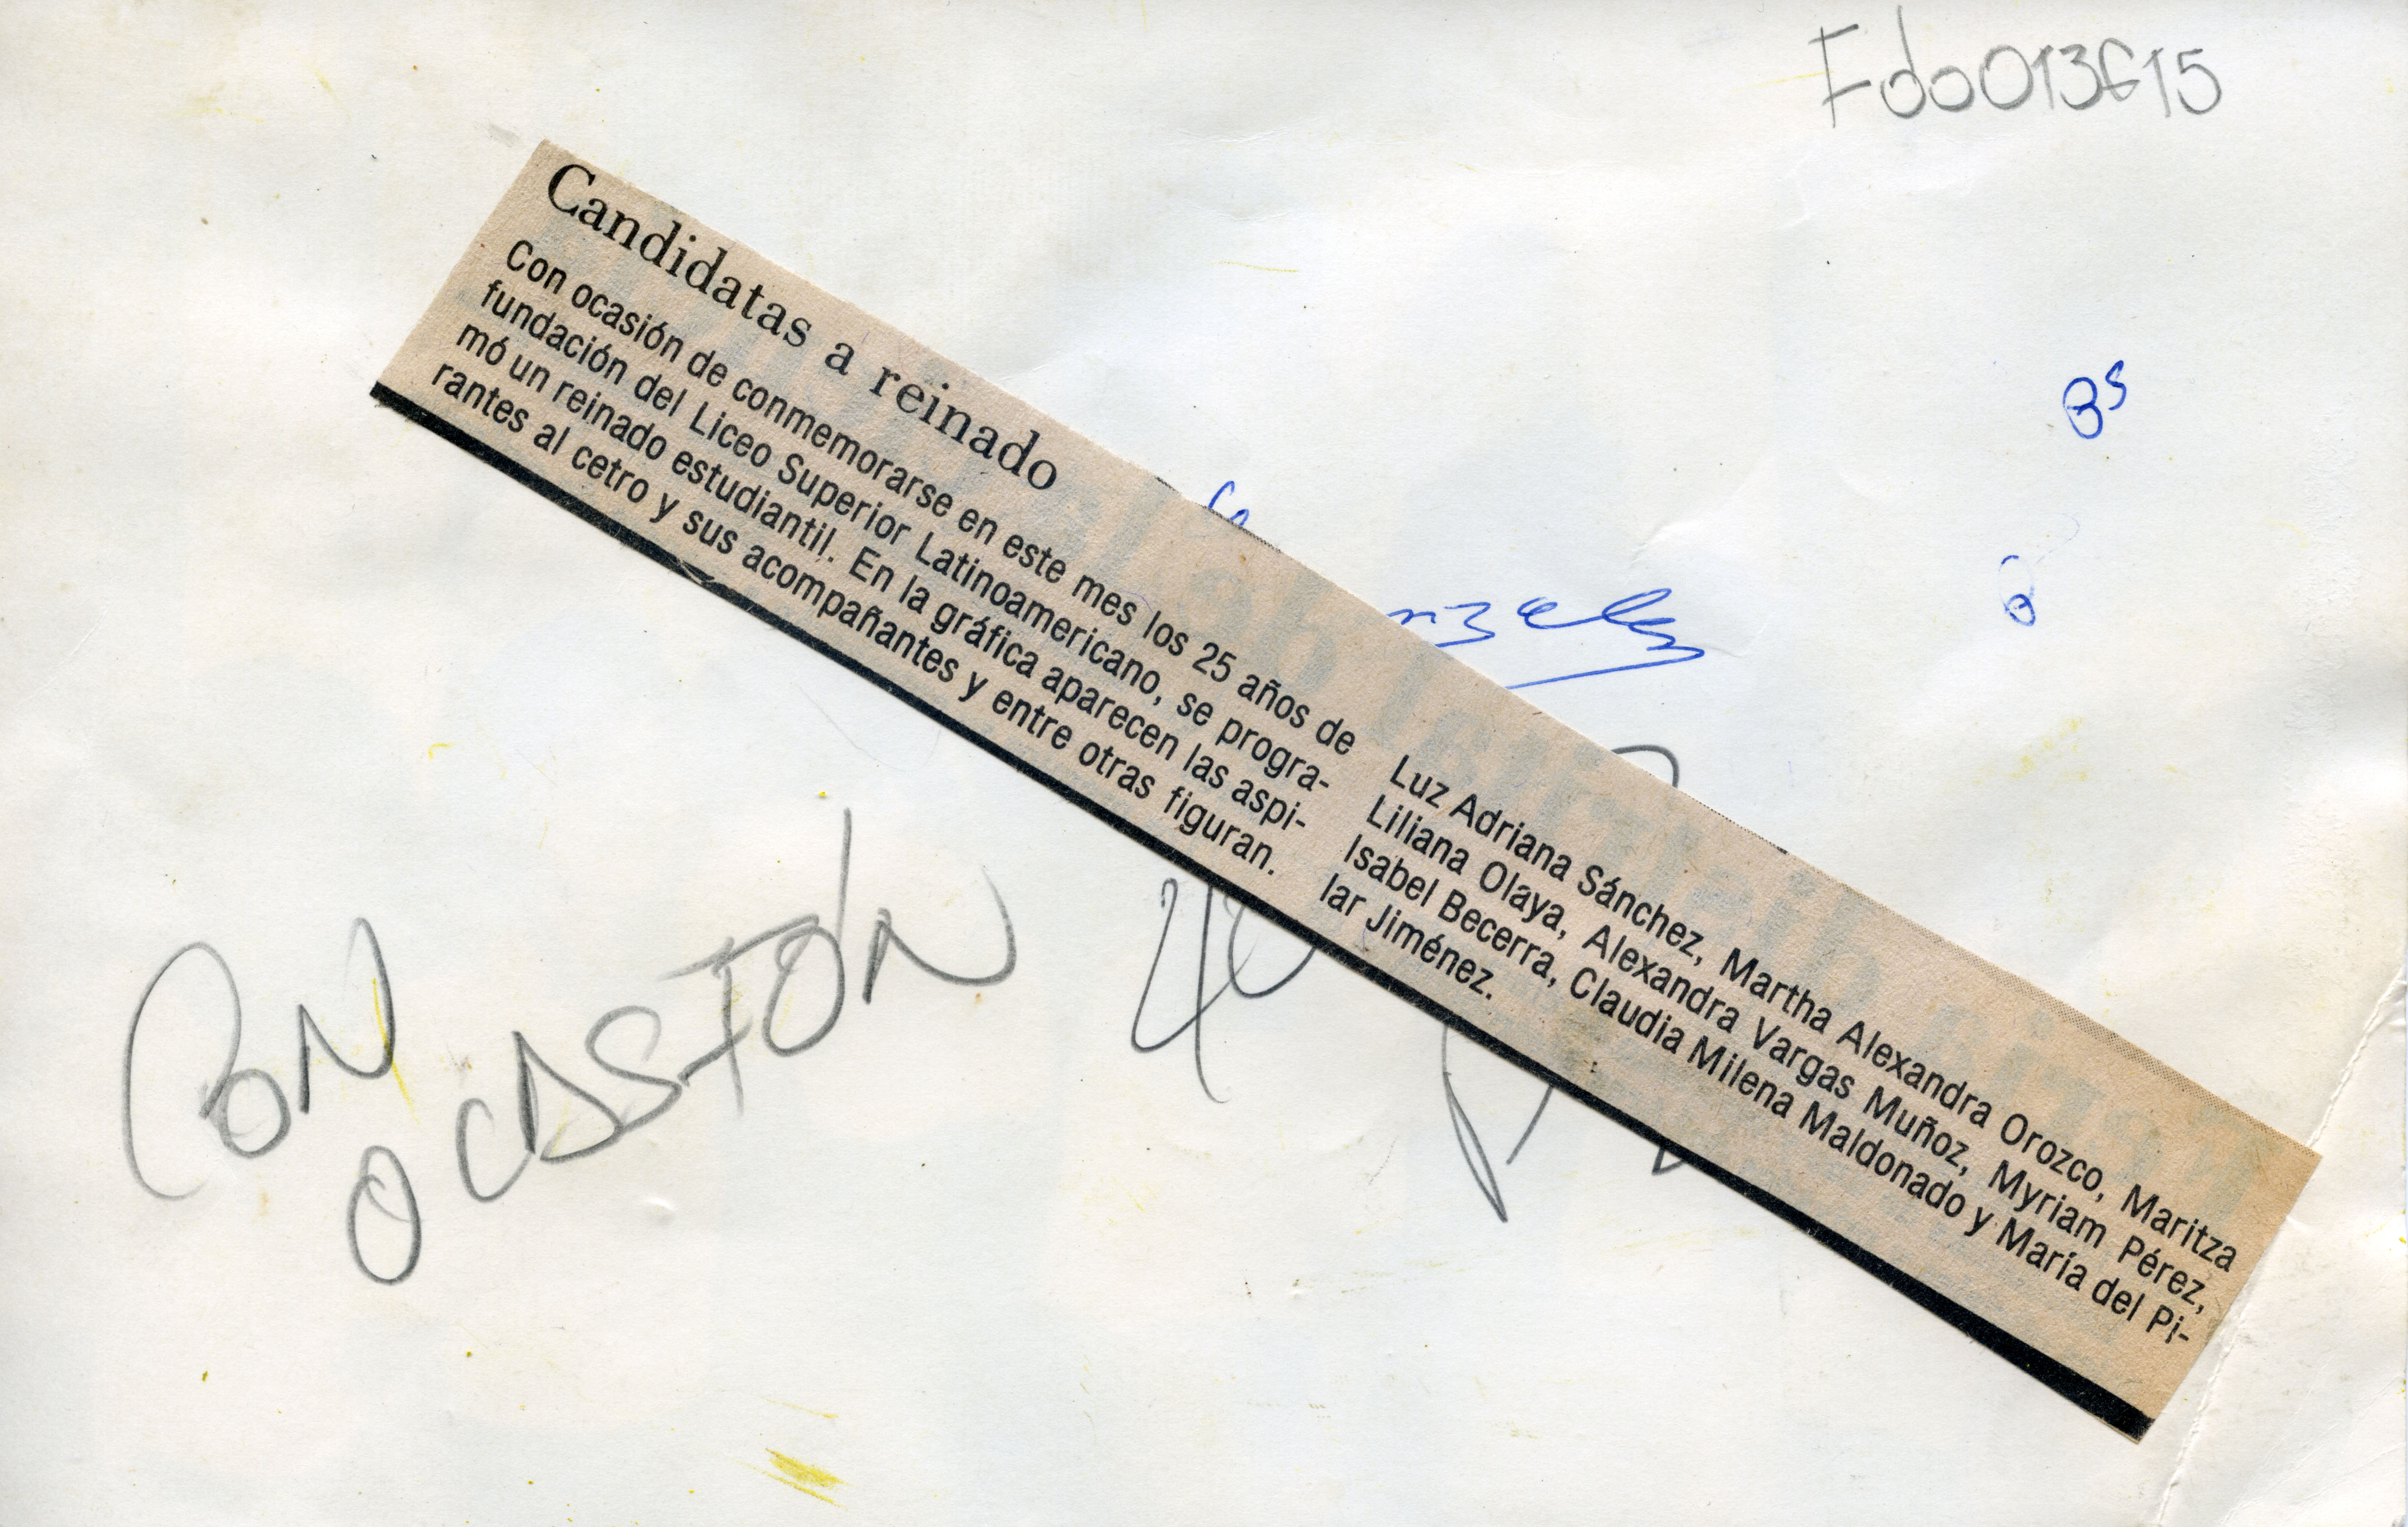 Fdo013615
Candidatas a reinado
Con ocasión de conmemorarse en este mes los 25 años de
fundación del Liceo Superior Latinoamericano, se progra-
mó un reinado estudiantil. En la gráfica aparecen las aspi-
rantes al cetro y sus acompañantes y entre otras figuran.
Luz Adriana Sánchez, Martha Alexandra Orozco, Maritza
Liliana Olaya, Alexandra Vargas Muñoz, Myriam Pérez,
Isabel Becerra, Claudia Milena Maldonado y María del Pi-
lar Jiménez.
CON
OCASIÓN